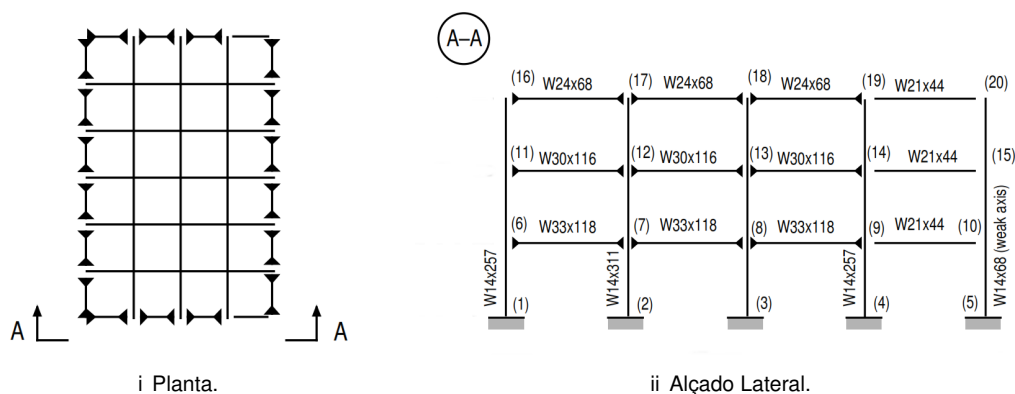 A–A
(16) W24x68 (17) W24x68 (18) W24x68 (19) W21x44 (20)
(11) W30x116 (12) W30x116 (13) W30x116 (14) W21x44 (15)
(6) W33x118 (7) W33x118 (8) W33x118 (9) W21x44 (10)
W14x257
W14x311
W14x257
W14x68 (weak axis)
(1) (2) (3) (4) (5)
A A
i Planta.
ii Alçado Lateral.